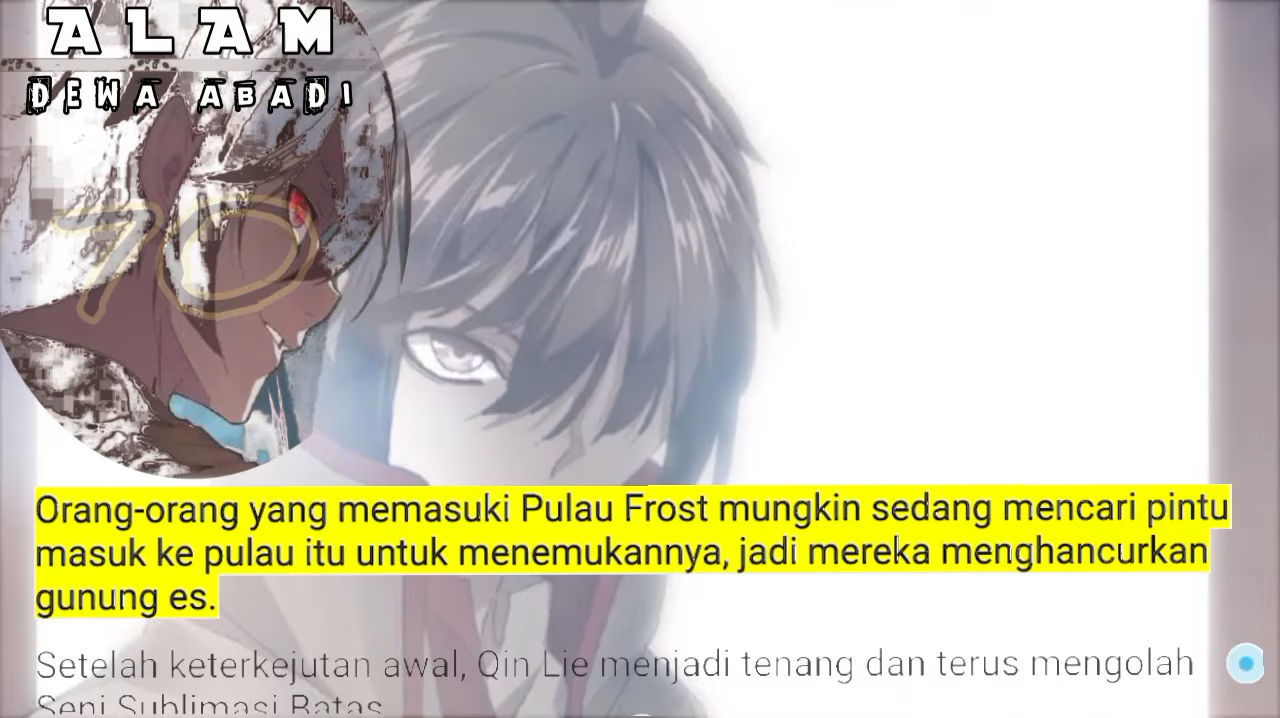 ALAM
DEWA ABADI
70
Orang-orang yang memasuki Pulau Frost mungkin sedang mencari pintu
masuk ke pulau itu untuk menemukannya, jadi mereka menghancurkan
gunung es.
Setelah keterkejutan awal, Qin Lie menjadi tenang dan terus mengolah
Seni Sublimasi Batas